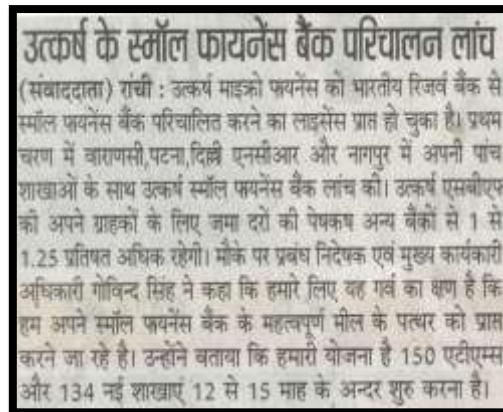 उत्कर्ष के स्मॉल फायनेंस बैंक परिचालन लांच
(संवाददाता) रांची : उत्कर्ष माइक्रो फायनेंस को भारतीय रिजर्व बैंक से
स्मॉल फायनेंस बैंक परिचालित करने का लाइसेंस प्राप्त हो चुका है। प्रथम
चरण में वाराणसी,पटना,दिल्ली एनसीआर और नागपुर में अपनी पांच
शाखाओं के साथ उत्कर्ष स्मॉल फायनेंस बैंक लांच की। उत्कर्ष एसबीएफ
की अपने ग्राहकों के लिए जमा दरों की पेषकष अन्य बैंकों से 1 से
1.25 प्रतिषत अधिक रहेगी। मौके पर प्रबंध निदेषक एवं मुख्य कार्यकारी
अधिकारी गोविन्द सिंह ने कहा कि हमारे लिए यह गर्व का क्षण है कि
हम अपने स्मॉल फायनेंस बैंक के महत्वपूर्ण मील के पत्थर को प्राप्त
करने जा रहे है। उन्होंने बताया कि हमारी योजना है 150 एटीएम्स
और 134 नई शाखाएं 12 से 15 माह के अन्दर शुरु करना है।